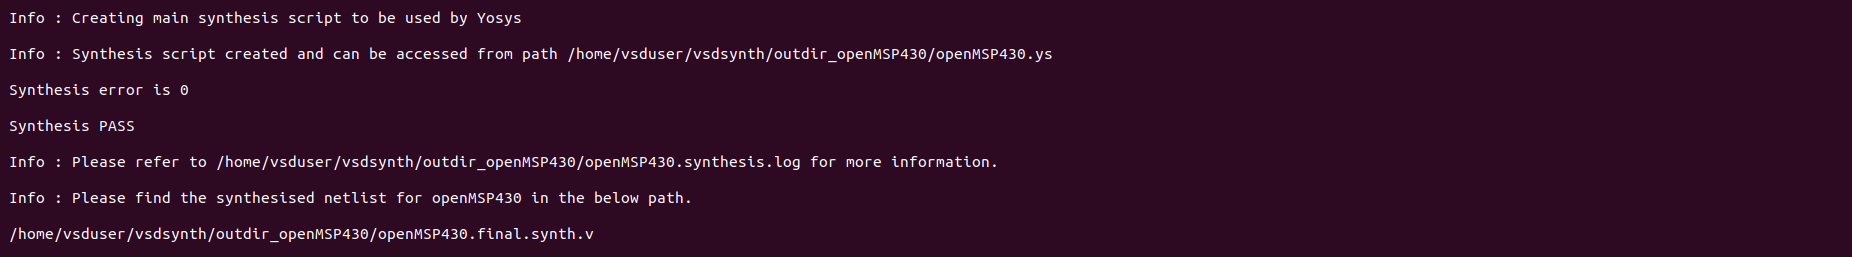 Info : Creating main synthesis script to be used by Yosys
Info : Synthesis script created and can be accessed from path /home/vsduser/vsdsynth/outdir_openMSP430/openMSP430.ys
Synthesis error is 0
Synthesis PASS
Info : Please refer to /home/vsduser/vsdsynth/outdir_openMSP430/openMSP430.synthesis.log for more information.
Info : Please find the synthesised netlist for openMSP430 in the below path.
/home/vsduser/vsdsynth/outdir_openMSP430/openMSP430.final.synth.v